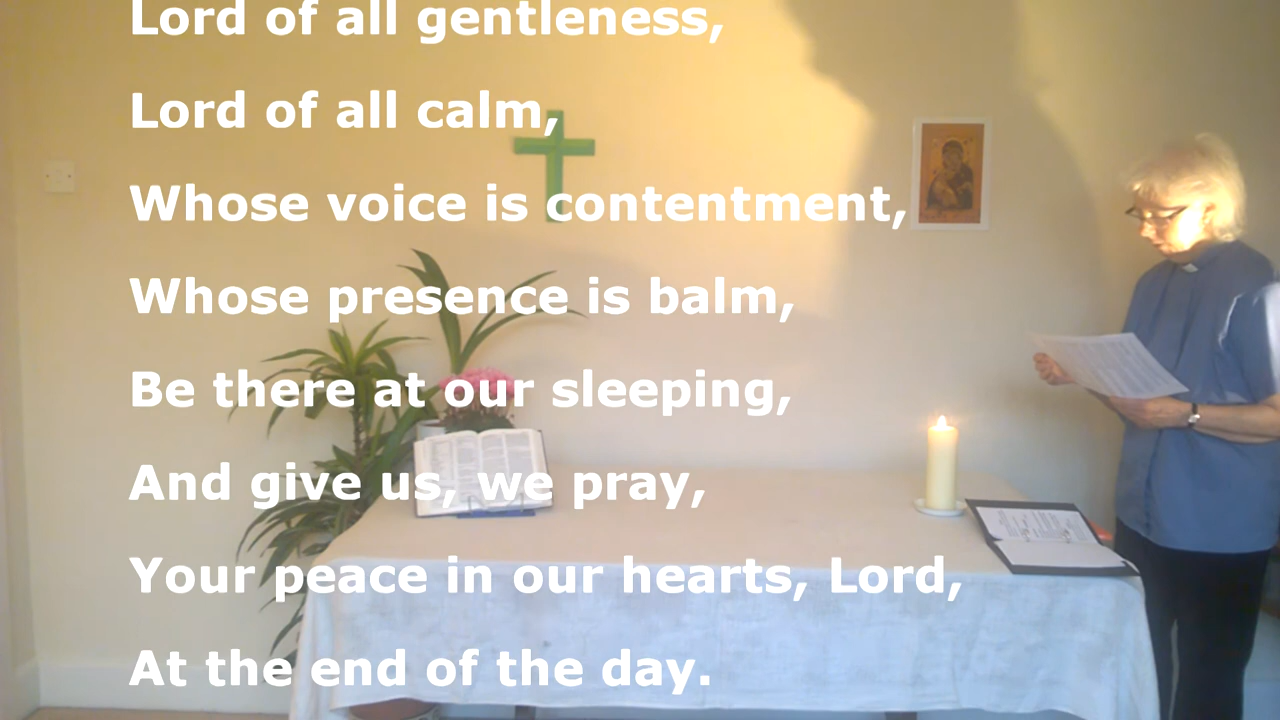 Lord of all gentleness,
Lord of all calm,
Whose voice is contentment,
Whose presence is balm,
Be there at our sleeping,
And give us, we pray,
Your peace in our hearts, Lord,
At the end of the day.